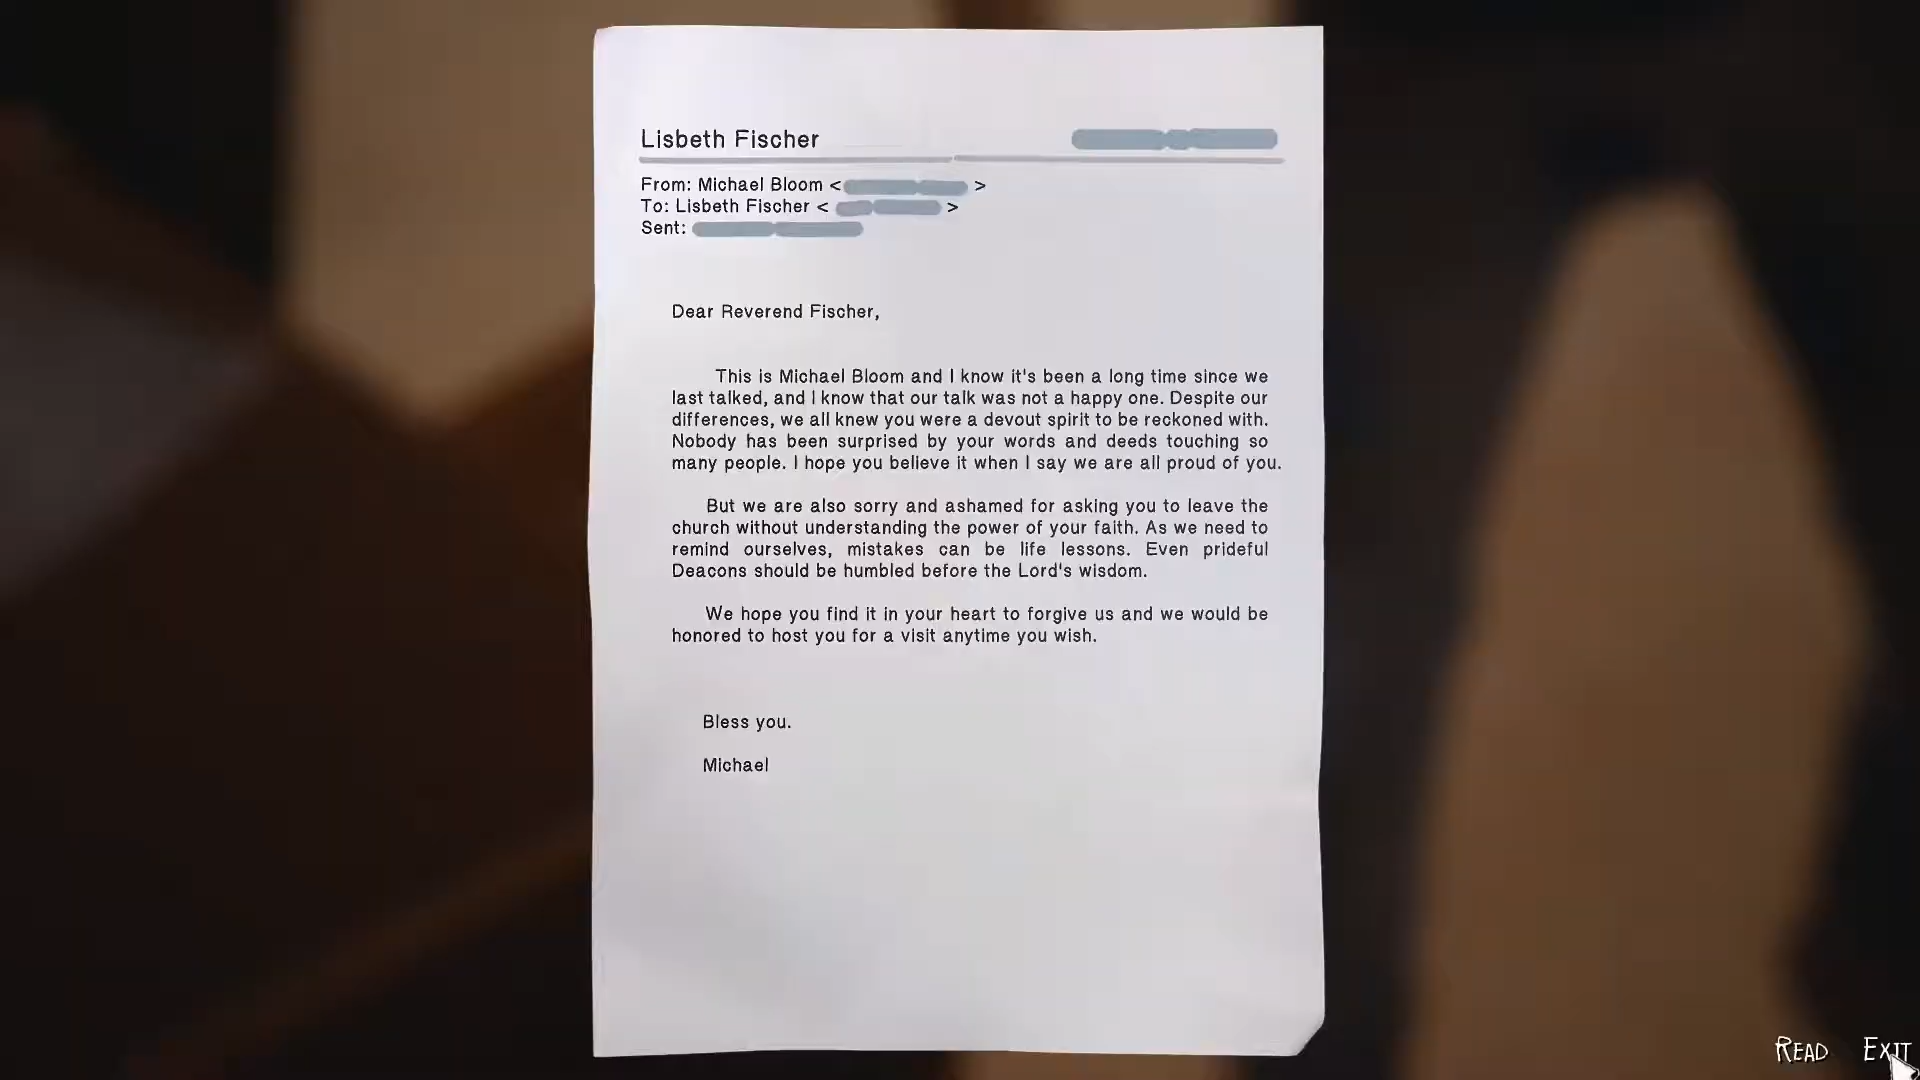 Lisbeth Fischer
From: Michael Bloom < >
To: Lisbeth Fischer < >
Sent:
Dear Reverend Fischer,
This is Michael Bloom and I know it's been a long time since we
last talked, and I know that our talk was not a happy one. Despite our
differences, we all knew you were a devout spirit to be reckoned with.
Nobody has been surprised by your words and deeds touching so
many people. I hope you believe it when I say we are all proud of you.
But we are also sorry and ashamed for asking you to leave the
church without understanding the power of your faith. As we need to
remind ourselves, mistakes can be life lessons. Even prideful
Deacons should be humbled before the Lord's wisdom.
We hope you find it in your heart to forgive us and we would be
honored to host you for a visit anytime you wish.
Bless you.
Michael
READ EXIT